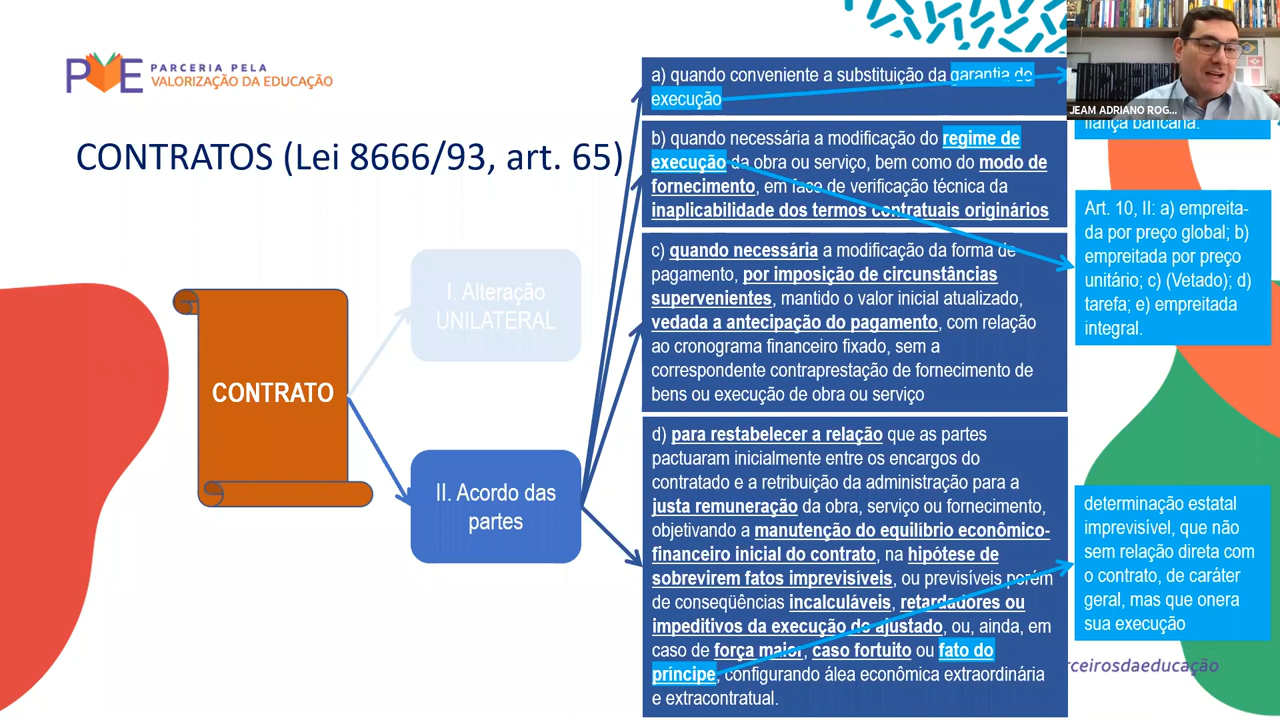 PVE PARCERIA PELA
VALORIZAÇÃO DA EDUCAÇÃO
CONTRATOS (Lei 8666/93, art. 65)
CONTRATO
I. Alteração
UNILATERAL
II. Acordo das
partes
a) quando conveniente a substituição da garantia de
execução
b) quando necessária a modificação do regime de
execução da obra ou serviço, bem como do modo de
fornecimento, em face de verificação técnica da
inaplicabilidade dos termos contratuais originários
c) quando necessária a modificação da forma de
pagamento, por imposição de circunstâncias
supervenientes, mantido o valor inicial atualizado,
vedada a antecipação do pagamento, com relação
ao cronograma financeiro fixado, sem a
correspondente contraprestação de fornecimento de
bens ou execução de obra ou serviço
d) para restabelecer a relação que as partes
pactuaram inicialmente entre os encargos do
contratado e a retribuição da administração para a
justa remuneração da obra, serviço ou fornecimento,
objetivando a manutenção do equilíbrio econômico-
financeiro inicial do contrato, na hipótese de
sobrevirem fatos imprevisíveis, ou previsíveis porém
de conseqüências incalculáveis, retardadores ou
impeditivos da execução do ajustado, ou, ainda, em
caso de força maior, caso fortuito ou fato do
príncipe, configurando álea econômica extraordinária
e extracontratual.
JEAM ADRIANO ROG...
fiança bancária.
Art. 10, II: a) empreita-
da por preço global; b)
empreitada por preço
unitário; c) (Vetado); d)
tarefa; e) empreitada
integral.
determinação estatal
imprevisível, que não
sem relação direta com
o contrato, de caráter
geral, mas que onera
sua execução
rceirosdaeducação